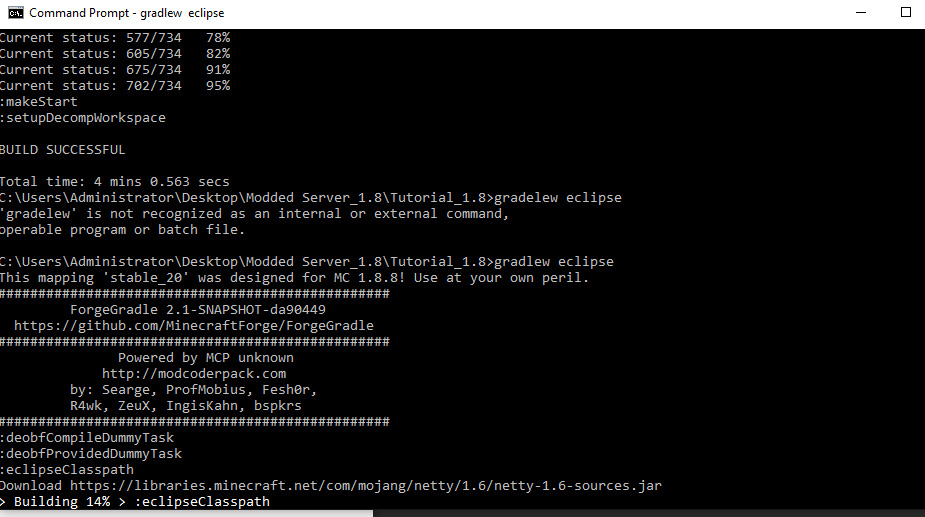 Command Prompt - gradlew eclipse
Current status: 577/734 78%
Current status: 605/734 82%
Current status: 675/734 91%
Current status: 702/734 95%
:makeStart
:setupDecompWorkspace
BUILD SUCCESSFUL
Total time: 4 mins 0.563 secs
C:\Users\Administrator\Desktop\Modded Server_1.8\Tutorial_1.8>gradelew eclipse
'gradelew' is not recognized as an internal or external command,
operable program or batch file.
C:\Users\Administrator\Desktop\Modded Server_1.8\Tutorial_1.8>gradlew eclipse
This mapping 'stable_20' was designed for MC 1.8.8! Use at your own peril.
#################################################
ForgeGradle 2.1-SNAPSHOT-da90449
https://github.com/MinecraftForge/ForgeGradle
#################################################
Powered by MCP unknown
http://modcoderpack.com
by: Searge, ProfMobius, Fesh0r,
R4wk, ZeuX, IngisKahn, bspkrs
#################################################
:deobfCompileDummyTask
:deobfProvidedDummyTask
:eclipseClasspath
Download https://libraries.minecraft.net/com/mojang/netty/1.6/netty-1.6-sources.jar
> Building 14% > :eclipseClasspath